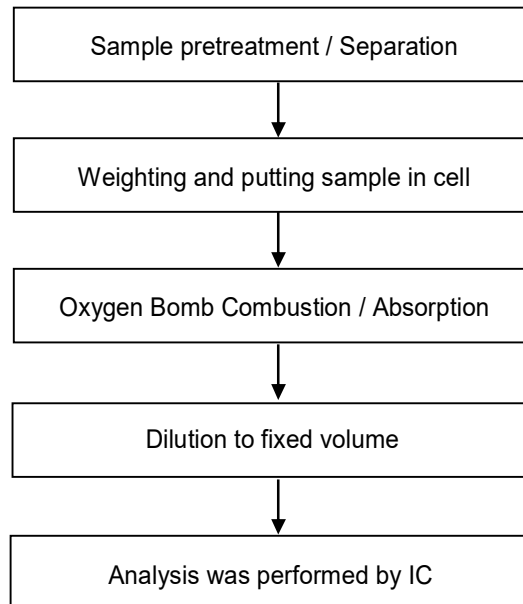 Sample pretreatment / Separation
Weighting and putting sample in cell
Oxygen Bomb Combustion / Absorption
Dilution to fixed volume
Analysis was performed by IC